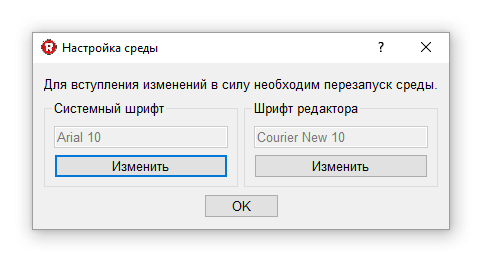 Настройка среды
Для вступления изменений в силу необходим перезапуск среды.
Системный шрифт
Шрифт редактора
Arial 10
Courier New 10
Изменить
Изменить
OK